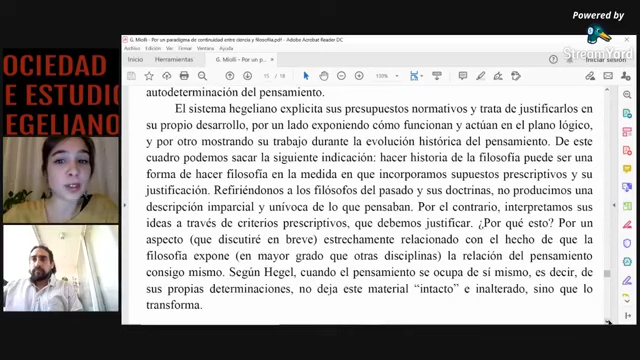 Powered by
StreamYard
SOCIEDAD
DE ESTUDIO
HEGELIANO
G. Miolli - Por un paradigma de continuidad entre ciencia y filosofía.pdf - Adobe Acrobat Reader DC
Archivo Edición Ver Firmar Ventana Ayuda
Inicio Herramientas G. Miolli - Por un p... x Iniciar sesión
15 / 18 120%
autodeterminación del pensamiento.
El sistema hegeliano explicita sus presupuestos normativos y trata de justificarlos en
su propio desarrollo, por un lado exponiendo cómo funcionan y actúan en el plano lógico,
y por otro mostrando su trabajo durante la evolución histórica del pensamiento. De este
cuadro podemos sacar la siguiente indicación: hacer historia de la filosofía puede ser una
forma de hacer filosofía en la medida en que incorporamos supuestos prescriptivos y su
justificación. Refiriéndonos a los filósofos del pasado y sus doctrinas, no producimos una
descripción imparcial y unívoca de lo que pensaban. Por el contrario, interpretamos sus
ideas a través de criterios prescriptivos, que debemos justificar. ¿Por qué esto? Por un
aspecto (que discutiré en breve) estrechamente relacionado con el hecho de que la
filosofía expone (en mayor grado que otras disciplinas) la relación del pensamiento
consigo mismo. Según Hegel, cuando el pensamiento se ocupa de sí mismo, es decir, de
sus propias determinaciones, no deja este material “intacto” e inalterado, sino que lo
transforma.